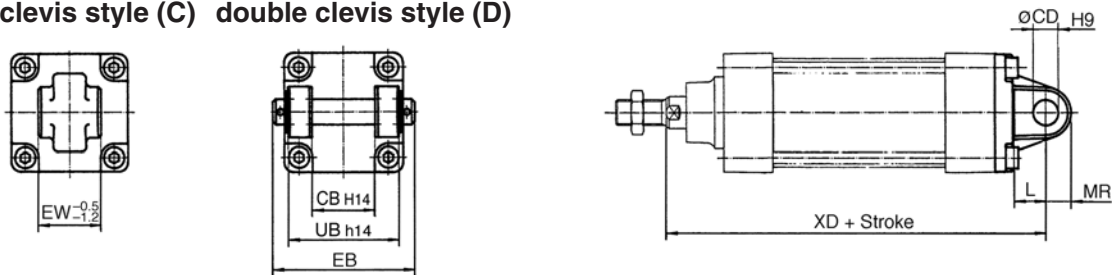 clevis style (C) double clevis style (D)
ØCD H9
EW -0.5 -1.2
CB H14
UB h14
EB
L MR
XD + Stroke